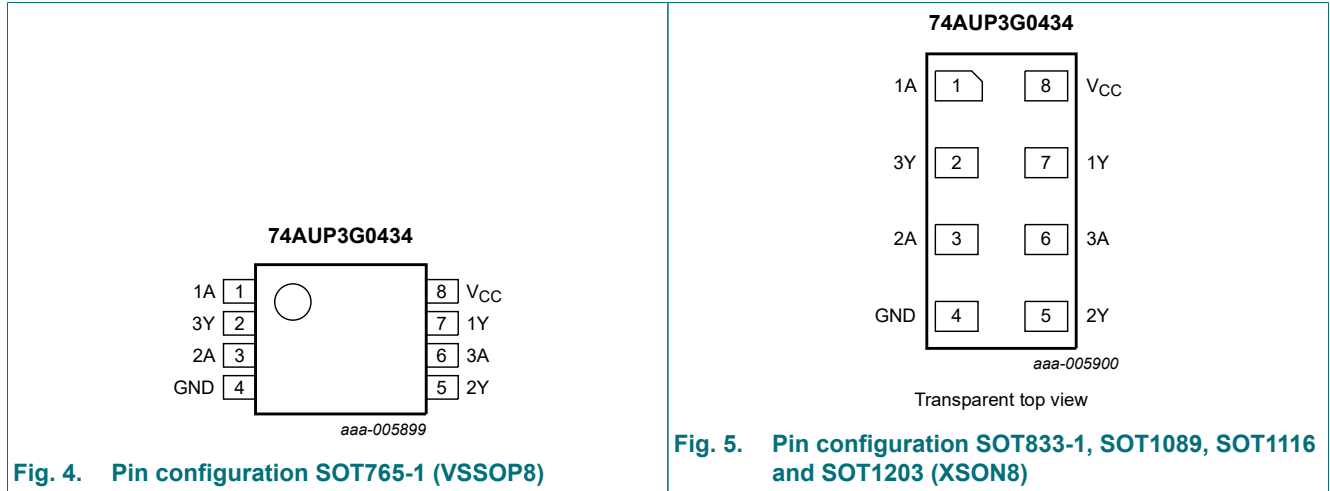 74AUP3G0434
1A 1 8 VCC
3Y 2 7 1Y
2A 3 6 3A
GND 4 5 2Y
aaa-005899
Fig. 4. Pin configuration SOT765-1 (VSSOP8)
74AUP3G0434
1A 1 8 VCC
3Y 2 7 1Y
2A 3 6 3A
GND 4 5 2Y
aaa-005900
Transparent top view
Fig. 5. Pin configuration SOT833-1, SOT1089, SOT1116
and SOT1203 (XSON8)